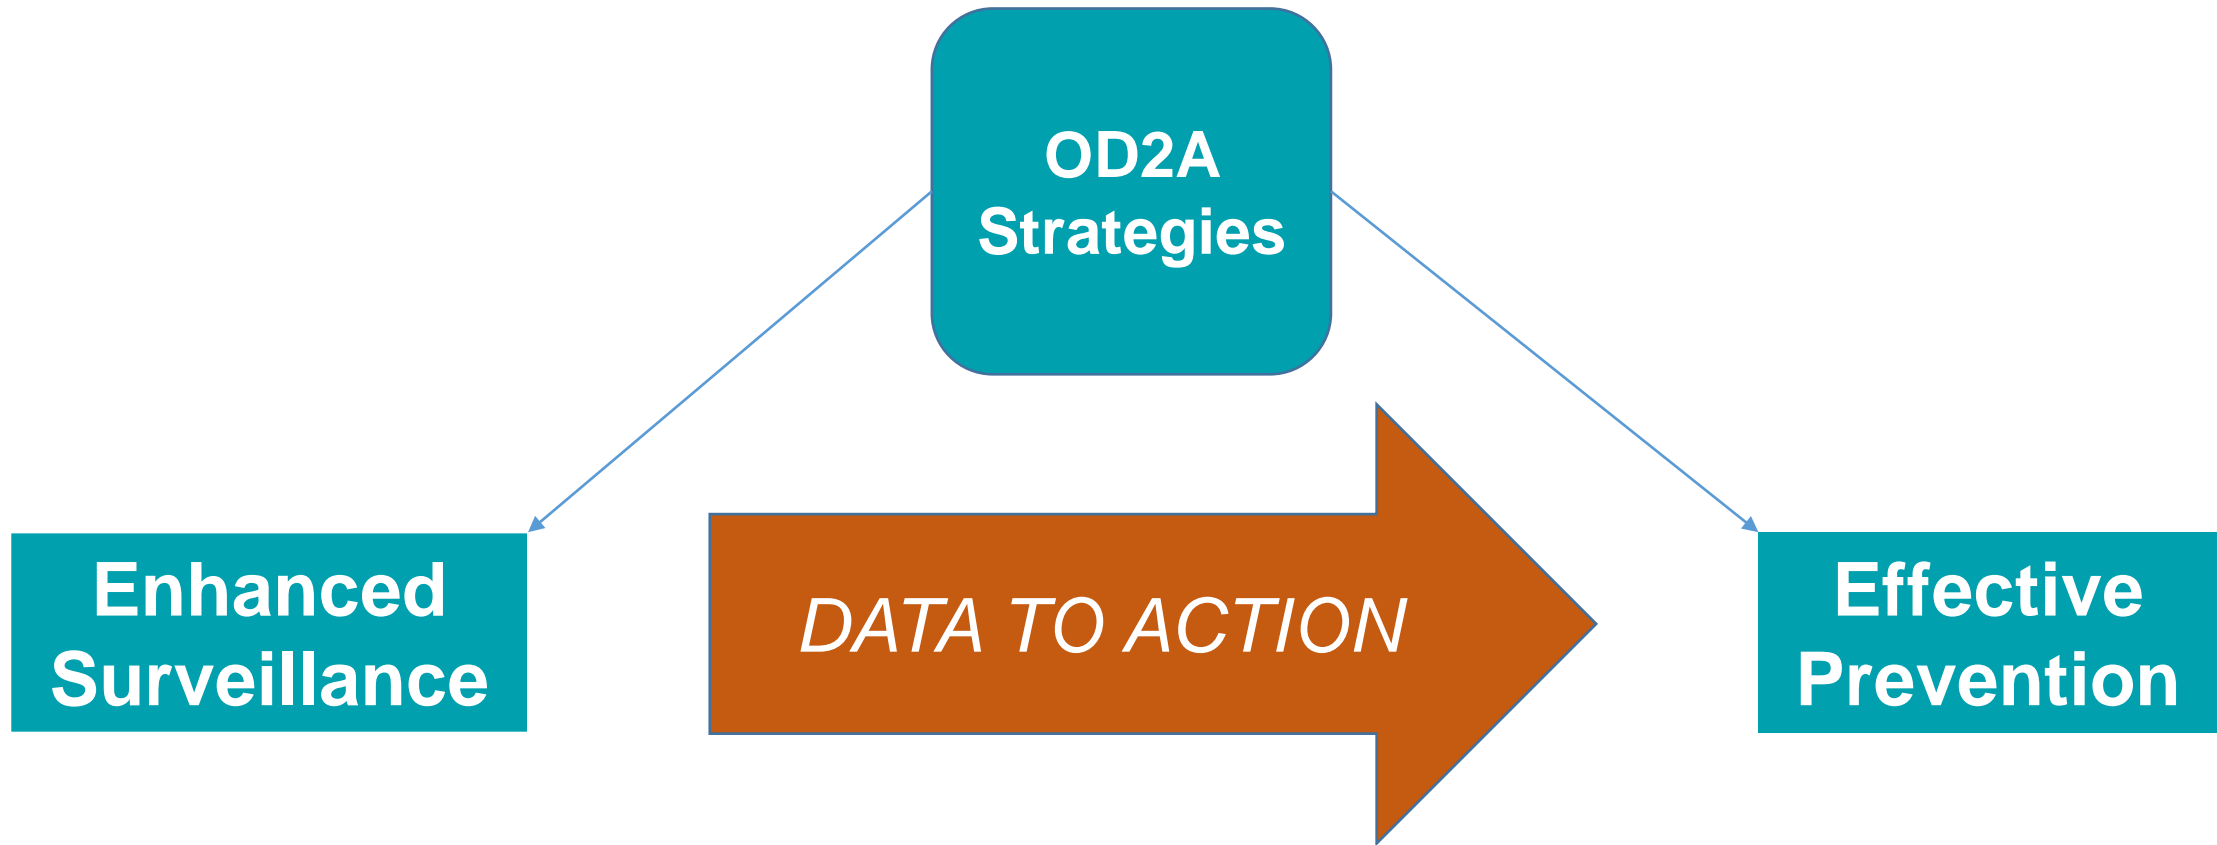 OD2A
Strategies
Enhanced
Surveillance
DATA TO ACTION
Effective
Prevention